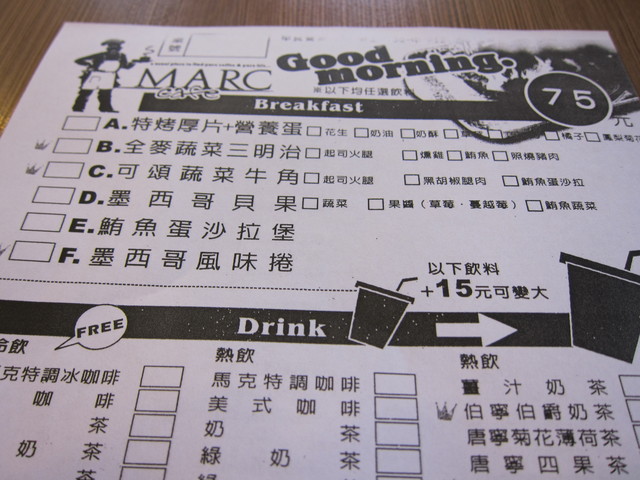 桌號
MARC
CAFE
Good morning.
※以下均任選飲料
Breakfast
75 元
A.特烤厚片+營養蛋 花生 奶油 奶酥 橘子 鳳梨
B.全麥蔬菜三明治 起司火腿 燻雞 鮪魚 照燒豬肉
C.可頌蔬菜牛角 起司火腿 黑胡椒腿肉 鮪魚蛋沙拉
D.墨西哥貝果 蔬菜 果醬(草莓、蔓越莓) 鮪魚蔬菜
E.鮪魚蛋沙拉堡
F.墨西哥風味捲
以下飲料
+15元可變大
FREE
Drink
冷飲 熱飲 熱飲
克特調冰咖啡 馬克特調咖啡 薑汁奶茶
咖啡 美式咖啡 伯寧伯爵奶茶
茶 奶茶 唐寧菊花薄荷茶
奶茶 綠奶茶 唐寧四果茶